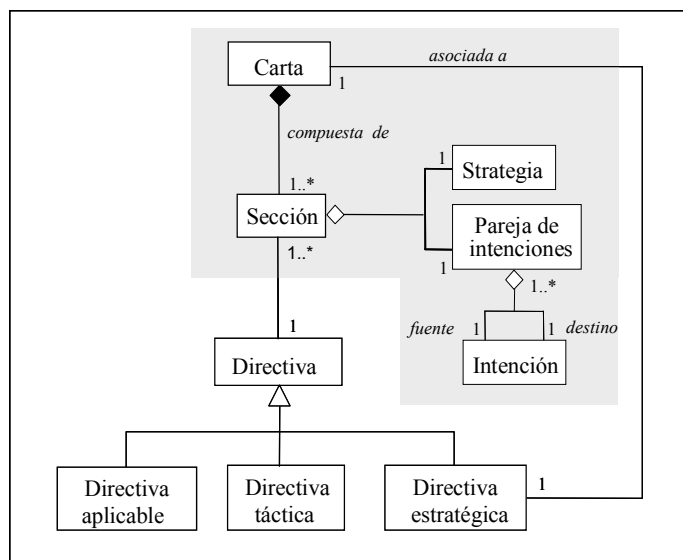 asociada a
Carta
1
compuesta de
1..*
1
Strategia
Sección
Pareja de
intenciones
1..*
1
1..*
fuente
1
1
destino
1
Intención
Directiva
Directiva
aplicable
Directiva
táctica
Directiva
estratégica
1